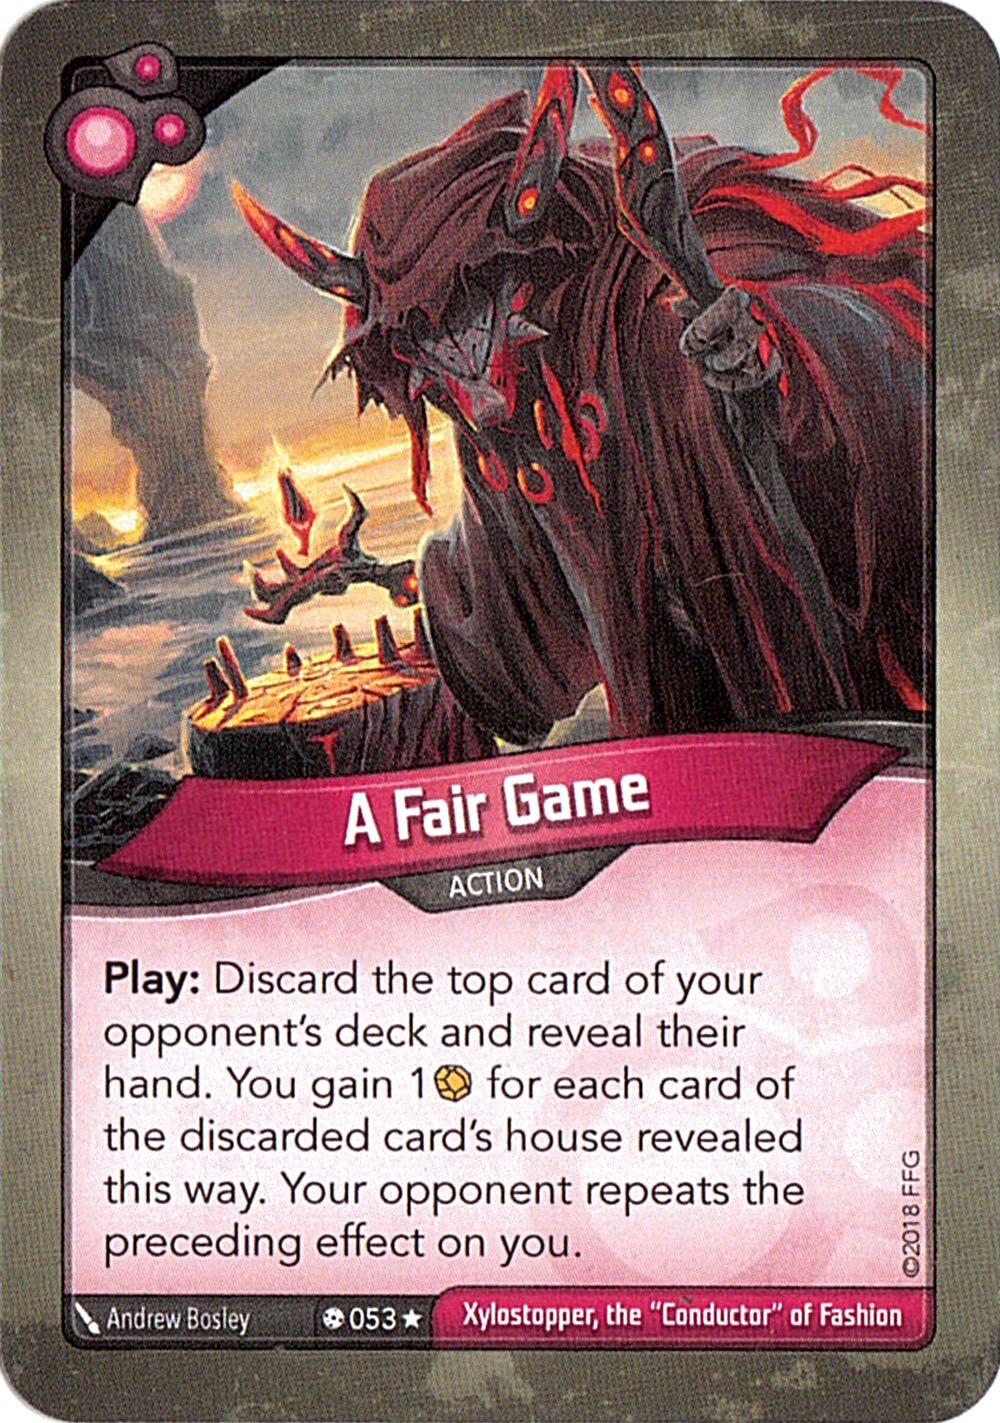 A Fair Game
ACTION
Play: Discard the top card of your
opponent's deck and reveal their
hand. You gain 1 for each card of
the discarded card's house revealed
this way. Your opponent repeats the
preceding effect on you.
©2018 FFG
Andrew Bosley
053★
Xylostopper, the "Conductor" of Fashion